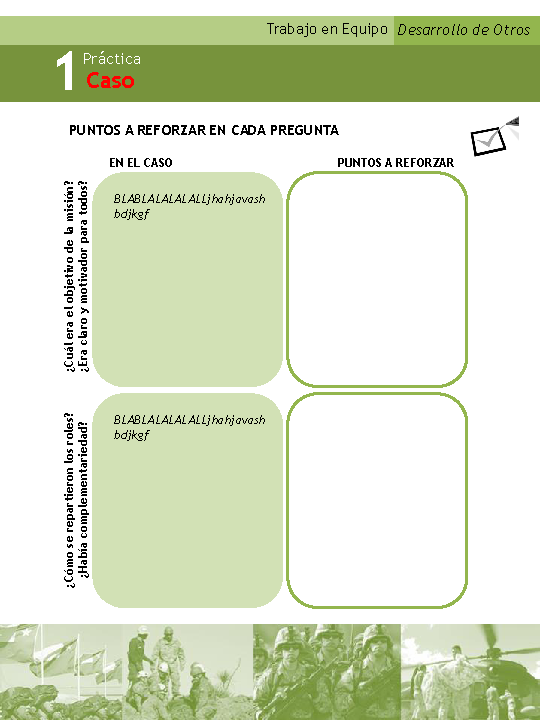 Trabajo en Equipo Desarrollo de Otros
1 Práctica
Caso
PUNTOS A REFORZAR EN CADA PREGUNTA
EN EL CASO PUNTOS A REFORZAR
¿Cuál era el objetivo de la misión?
¿Era claro y motivador para todos?
BLABLALALALALLjhahjavash
bdjkgf
¿Cómo se repartieron los roles?
¿Había complementariedad?
BLABLALALALALLjhahjavash
bdjkgf